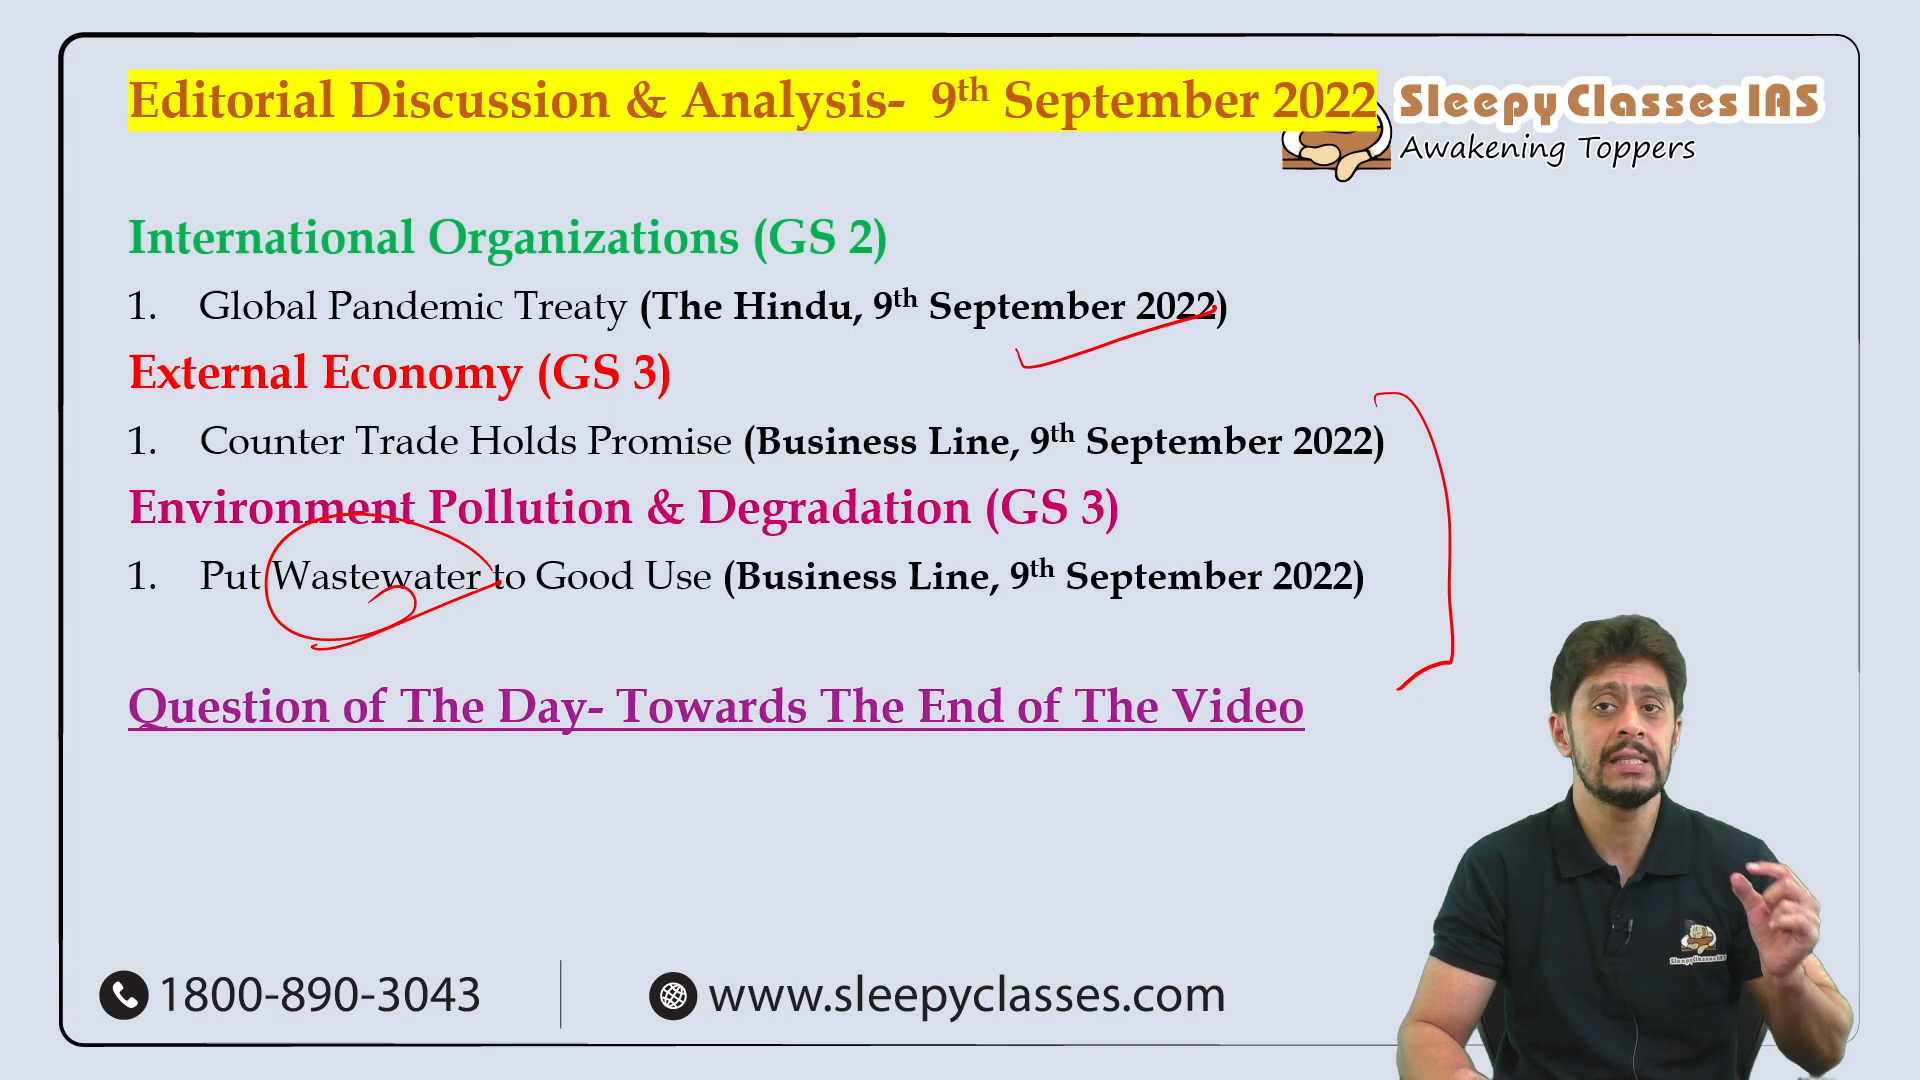 Editorial Discussion & Analysis- 9th September 2022
Sleepy Classes IAS
Awakening Toppers
International Organizations (GS 2)
1. Global Pandemic Treaty (The Hindu, 9th September 2022)
External Economy (GS 3)
1. Counter Trade Holds Promise (Business Line, 9th September 2022)
Environment Pollution & Degradation (GS 3)
1. Put Wastewater to Good Use (Business Line, 9th September 2022)
Question of The Day- Towards The End of The Video
SleepyClasses IAS
1800-890-3043
www.sleepyclasses.com